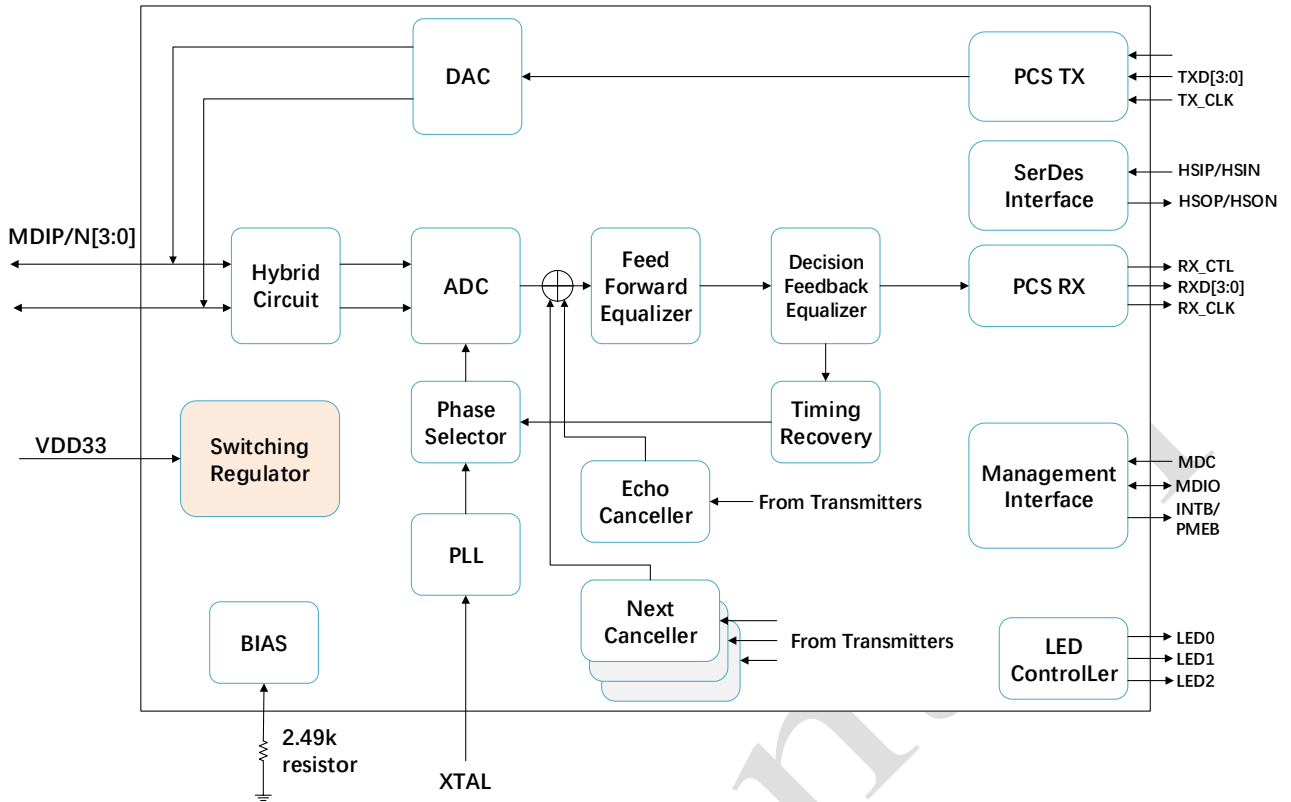 DAC
PCS TX
TXD[3:0]
TX_CLK
SerDes
Interface
HSIP/HSIN
HSOP/HSON
MDIP/N[3:0]
Hybrid
Circuit
ADC
Feed
Forward
Equalizer
Decision
Feedback
Equalizer
PCS RX
RX_CTL
RXD[3:0]
RX_CLK
VDD33
Switching
Regulator
Phase
Selector
Timing
Recovery
Echo
Canceller
From Transmitters
Management
Interface
MDC
MDIO
INTB/
PMEB
PLL
BIAS
Next
Canceller
From Transmitters
LED
ControlLer
LED0
LED1
LED2
2.49k
resistor
XTAL